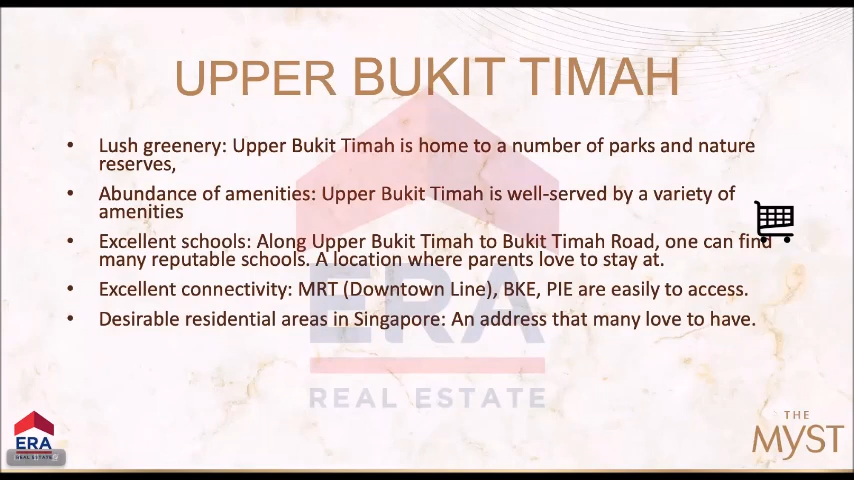 UPPER BUKIT TIMAH
• Lush greenery: Upper Bukit Timah is home to a number of parks and nature
reserves,
• Abundance of amenities: Upper Bukit Timah is well-served by a variety of
amenities
• Excellent schools: Along Upper Bukit Timah to Bukit Timah Road, one can find
many reputable schools. A location where parents love to stay at.
• Excellent connectivity: MRT (Downtown Line), BKE, PIE are easily to access.
• Desirable residential areas in Singapore: An address that many love to have.
ERA
REAL ESTATE
ERA
REAL ESTATE
THE
MYST